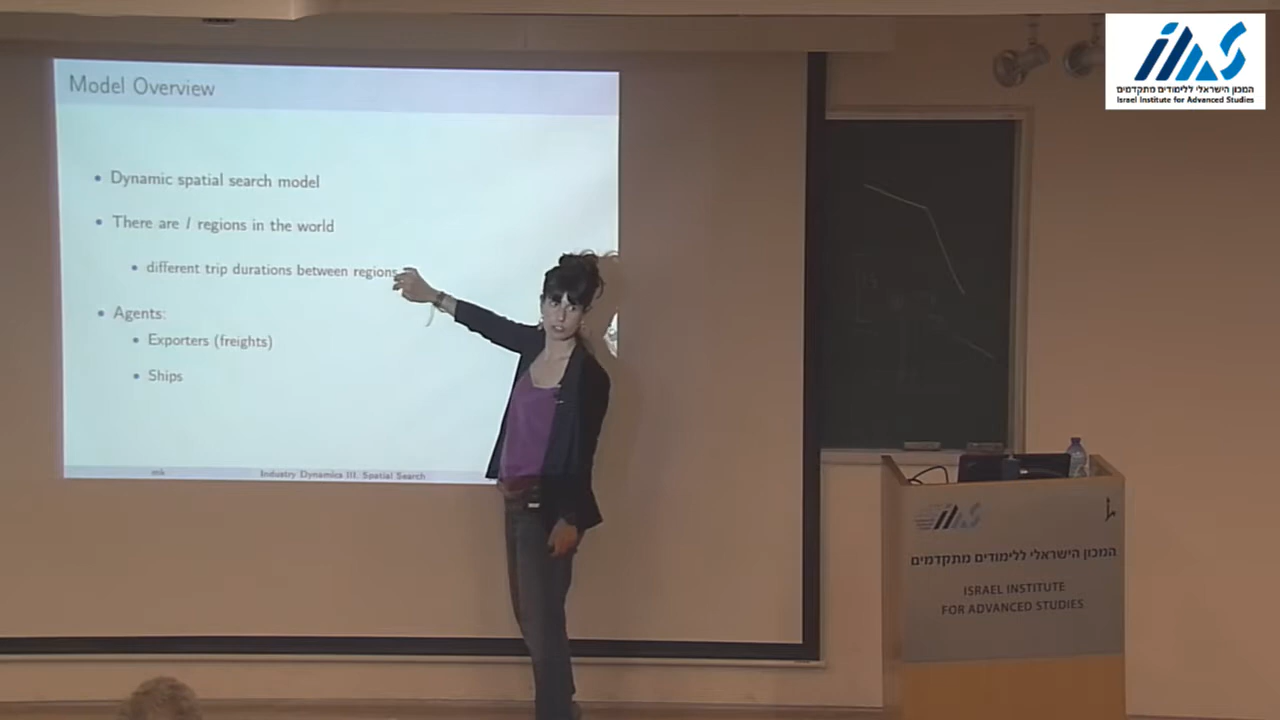 Model Overview
• Dynamic spatial search model
• There are I regions in the world
• different trip durations between regions
• Agents:
• Exporters (freights)
• Ships
mk
Industry Dynamics III, Spatial Search
המכון הישראלי ללימודים מתקדמים
Israel Institute for Advanced Studies
המכון הישראלי ללימודים מתקדמים
ISRAEL INSTITUTE
FOR ADVANCED STUDIES